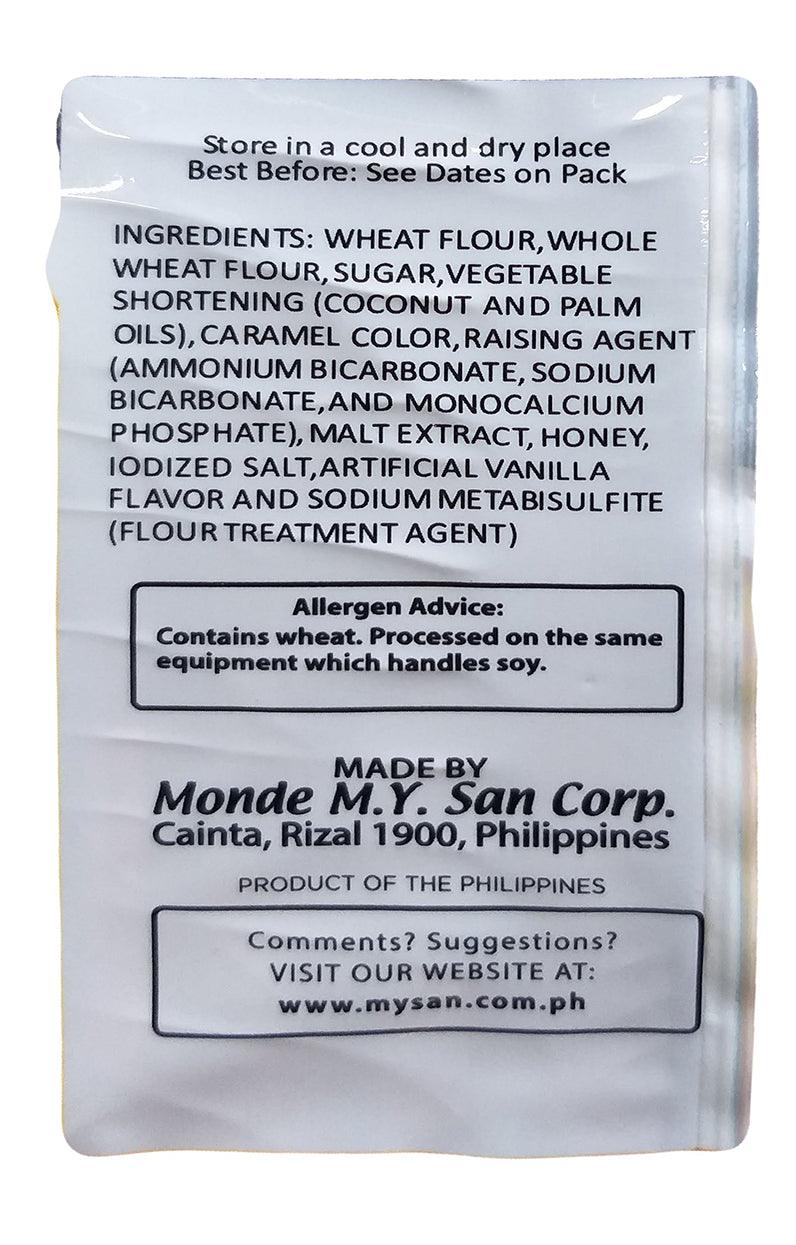 Store in a cool and dry place
Best Before: See Dates on Pack
INGREDIENTS: WHEAT FLOUR, WHOLE
WHEAT FLOUR, SUGAR, VEGETABLE
SHORTENING (COCONUT AND PALM
OILS), CARAMEL COLOR, RAISING AGENT
(AMMONIUM BICARBONATE, SODIUM
BICARBONATE, AND MONOCALCIUM
PHOSPHATE), MALT EXTRACT, HONEY,
IODIZED SALT, ARTIFICIAL VANILLA
FLAVOR AND SODIUM METABISULFITE
(FLOUR TREATMENT AGENT)
Allergen Advice:
Contains wheat. Processed on the same
equipment which handles soy.
MADE BY
Monde M.Y. San Corp.
Cainta, Rizal 1900, Philippines
PRODUCT OF THE PHILIPPINES
Comments? Suggestions?
VISIT OUR WEBSITE AT:
www.mysan.com.ph